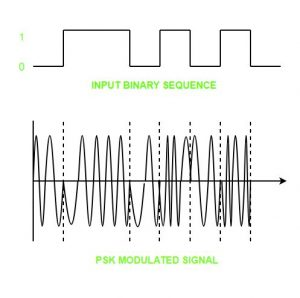 1
0
INPUT BINARY SEQUENCE
PSK MODULATED SIGNAL